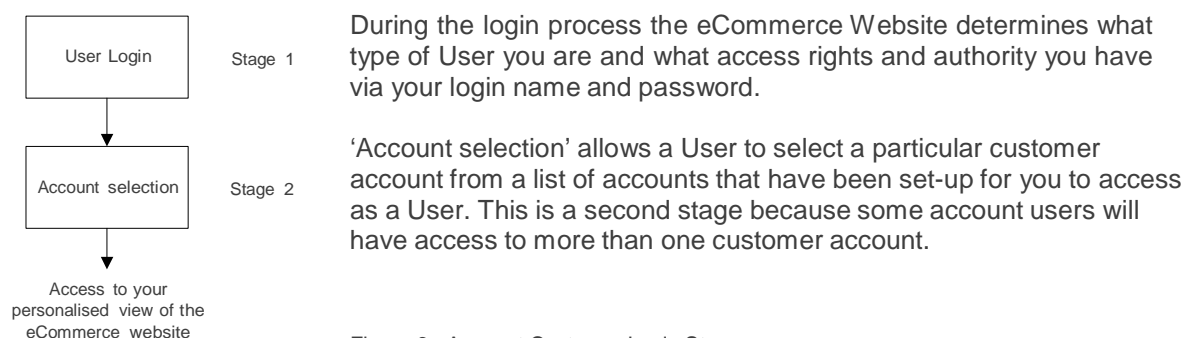 User Login
Stage 1
Account selection
Stage 2
Access to your
personalised view of the
eCommerce website
During the login process the eCommerce Website determines what
type of User you are and what access rights and authority you have
via your login name and password.
‘Account selection’ allows a User to select a particular customer
account from a list of accounts that have been set-up for you to access
as a User. This is a second stage because some account users will
have access to more than one customer account.